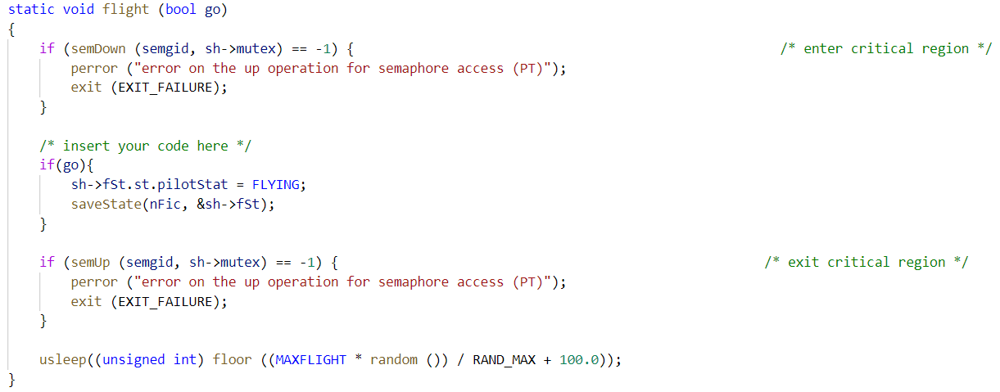 static void flight (bool go)
{
    if (semDown (semgid, sh->mutex) == -1) {                                                      /* enter critical region */
        perror ("error on the up operation for semaphore access (PT)");
        exit (EXIT_FAILURE);
    }

    /* insert your code here */
    if(go){
        sh->fSt.st.pilotStat = FLYING;
        saveState(nFic, &sh->fSt);
    }

    if (semUp (semgid, sh->mutex) == -1) {                                                      /* exit critical region */
        perror ("error on the up operation for semaphore access (PT)");
        exit (EXIT_FAILURE);
    }

    usleep((unsigned int) floor ((MAXFLIGHT * random ()) / RAND_MAX + 100.0));
}